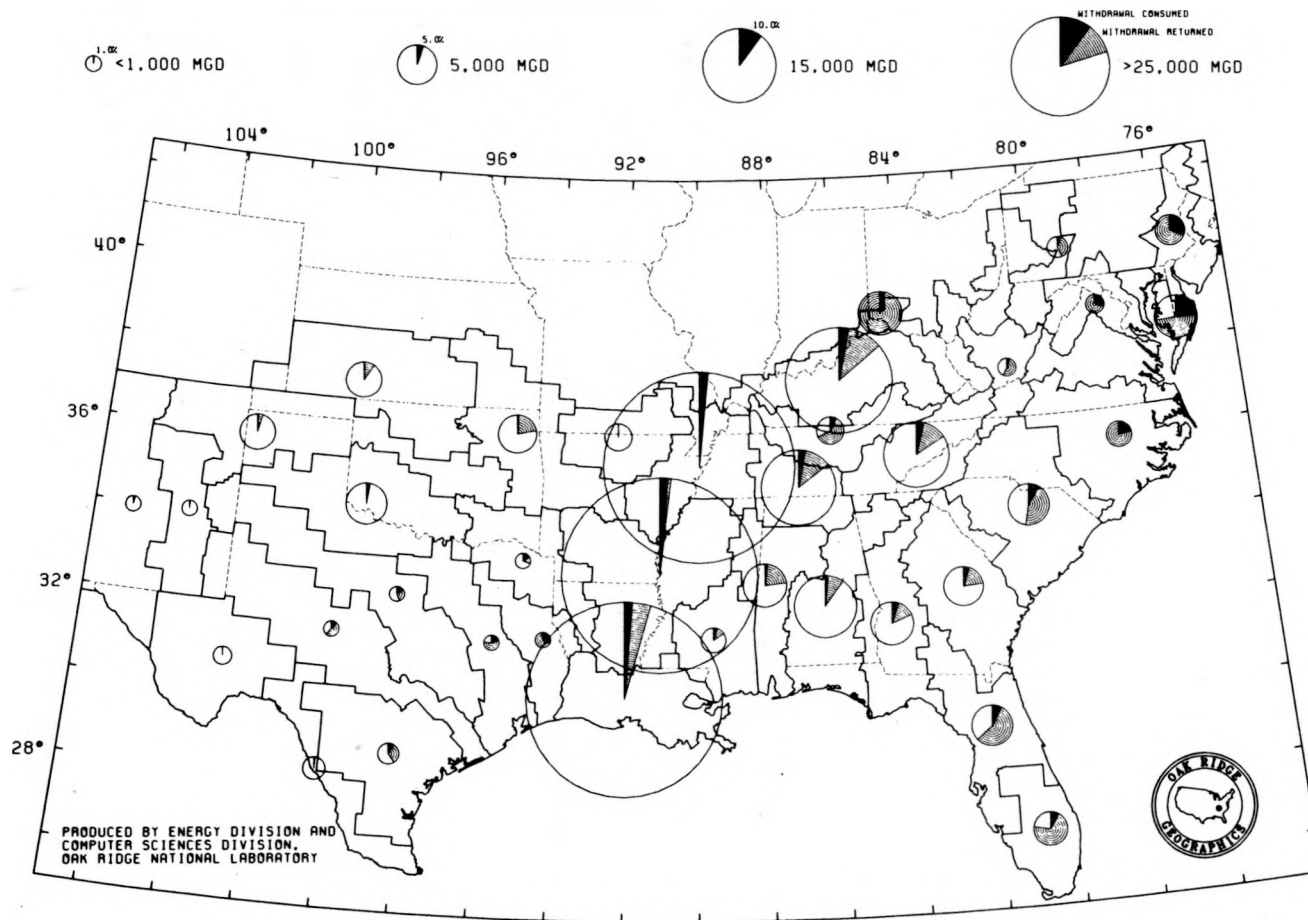 WITHDRAWAL CONSUMED
WITHDRAWAL RETURNED
1.0%
<1,000 MGD
5.0%
5,000 MGD
10.0%
15,000 MGD
>25,000 MGD
104°
100°
96°
92°
88°
84°
80°
76°
40°
36°
32°
28°
PRODUCED BY ENERGY DIVISION AND
COMPUTER SCIENCES DIVISION,
OAK RIDGE NATIONAL LABORATORY
OAK RIDGE
GEOGRAPHICS